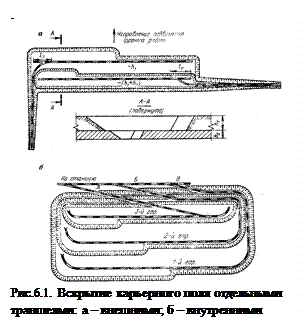 А
Направление подвигания
фронта работ
а
А
А–А
(повернуто)
б
На станцию
Б
В
3-й гор.
2-й гор.
1-й гор.
Рис.6.1. Вскрытие карьерного поля отдельными
траншеями: а – внешними; б – внутренними